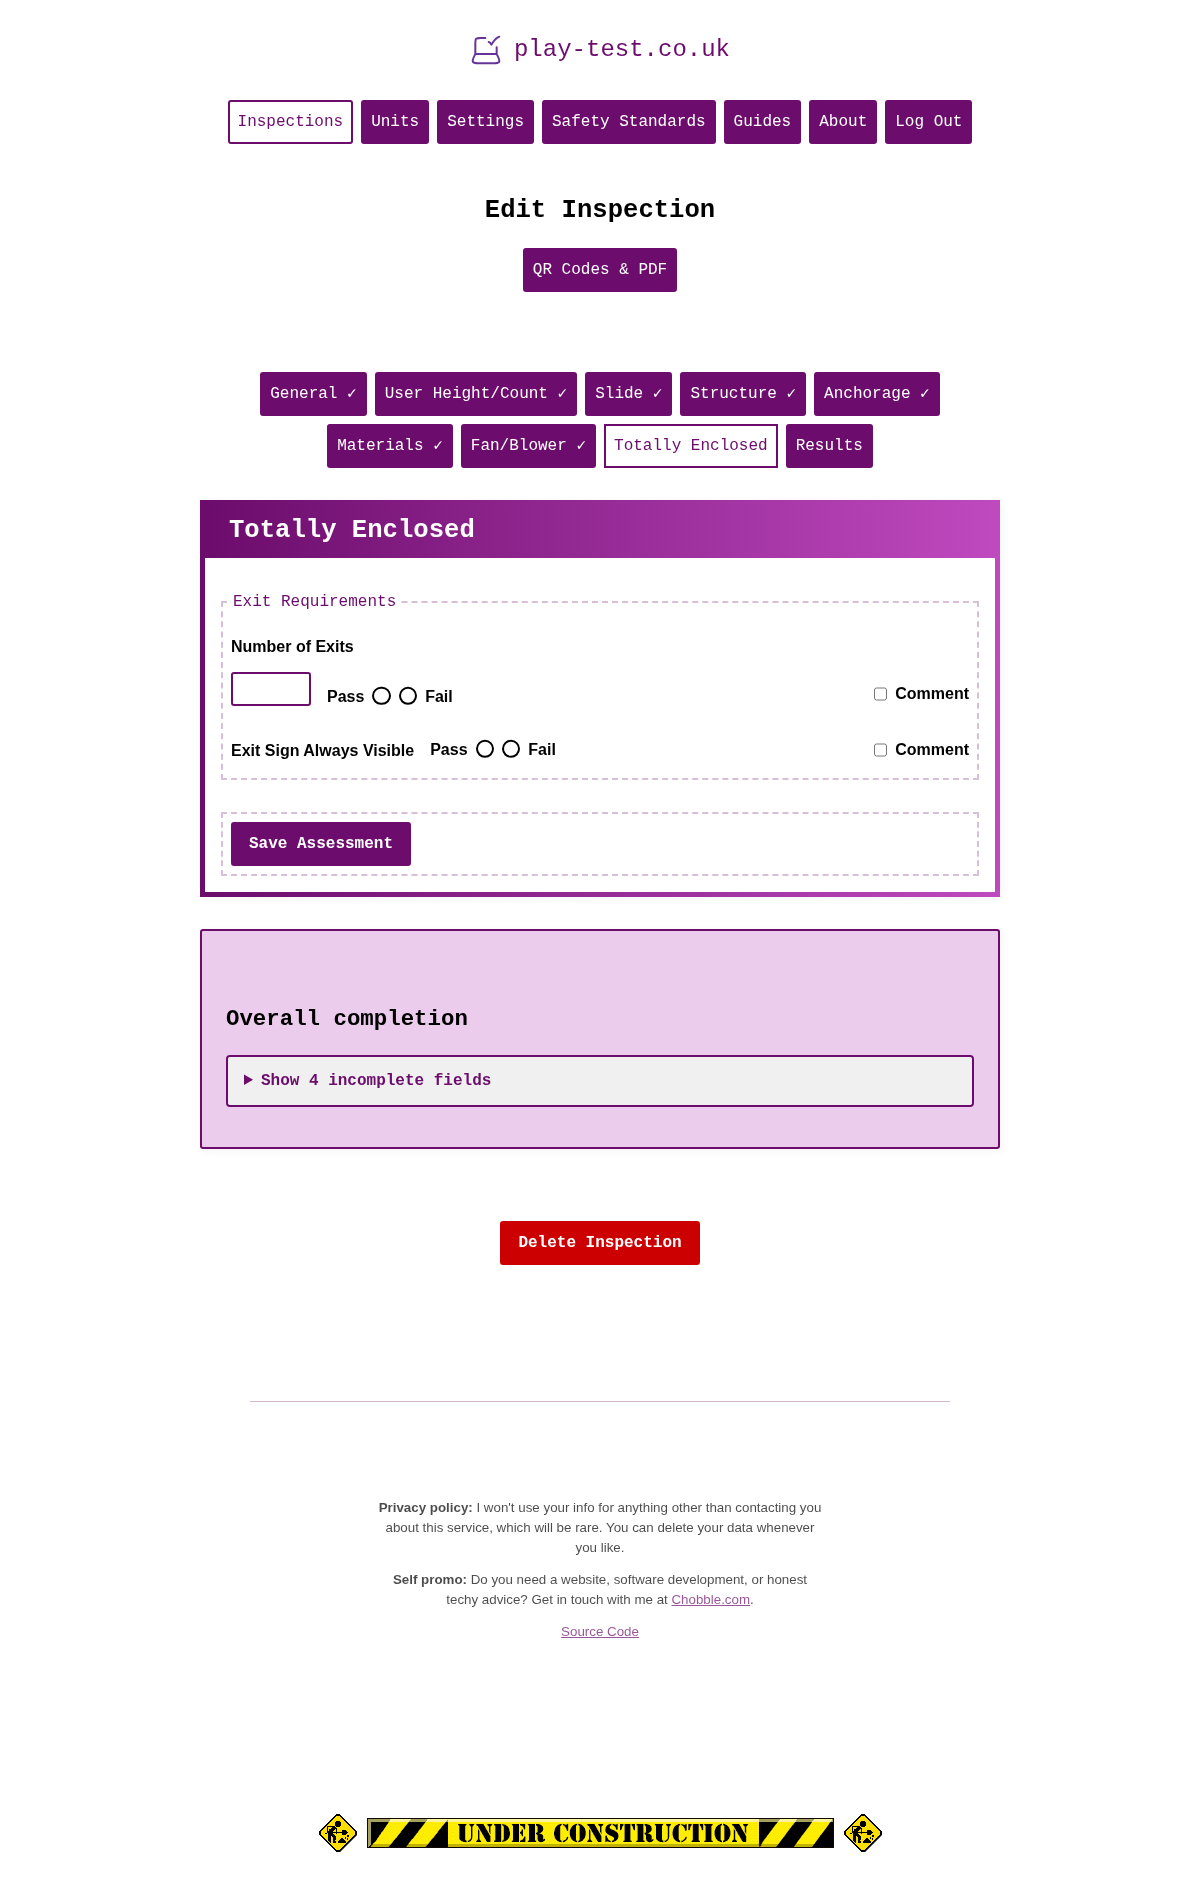 play-test.co.uk
Inspections Units Settings Safety Standards Guides About Log Out
Edit Inspection
QR Codes & PDF
General ✓ User Height/Count ✓ Slide ✓ Structure ✓ Anchorage ✓
Materials ✓ Fan/Blower ✓ Totally Enclosed Results
Totally Enclosed
Exit Requirements
Number of Exits
Pass Fail Comment
Exit Sign Always Visible Pass Fail Comment
Save Assessment
Overall completion
Show 4 incomplete fields
Delete Inspection
Privacy policy: I won't use your info for anything other than contacting you
about this service, which will be rare. You can delete your data whenever
you like.
Self promo: Do you need a website, software development, or honest
techy advice? Get in touch with me at Chobble.com.
Source Code
UNDER CONSTRUCTION